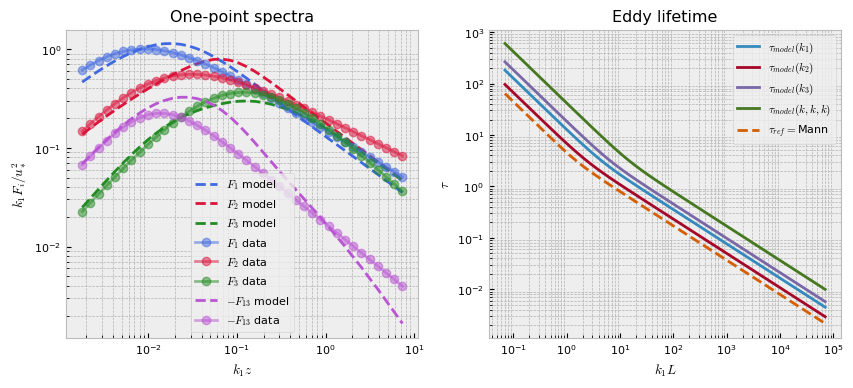 One-point spectra
k₁F_i/u_*²
10⁰
10⁻¹
10⁻²
F₁ model
F₂ model
F₃ model
F₁ data
F₂ data
F₃ data
−F₁₃ model
−F₁₃ data
10⁻² 10⁻¹ 10⁰ 10¹
k₁z
Eddy lifetime
τ
10³
10²
10¹
10⁰
10⁻¹
10⁻²
τ_model(k₁)
τ_model(k₂)
τ_model(k₃)
τ_model(k, k, k)
τ_ref = Mann
10⁻¹ 10⁰ 10¹ 10² 10³ 10⁴ 10⁵
k₁L